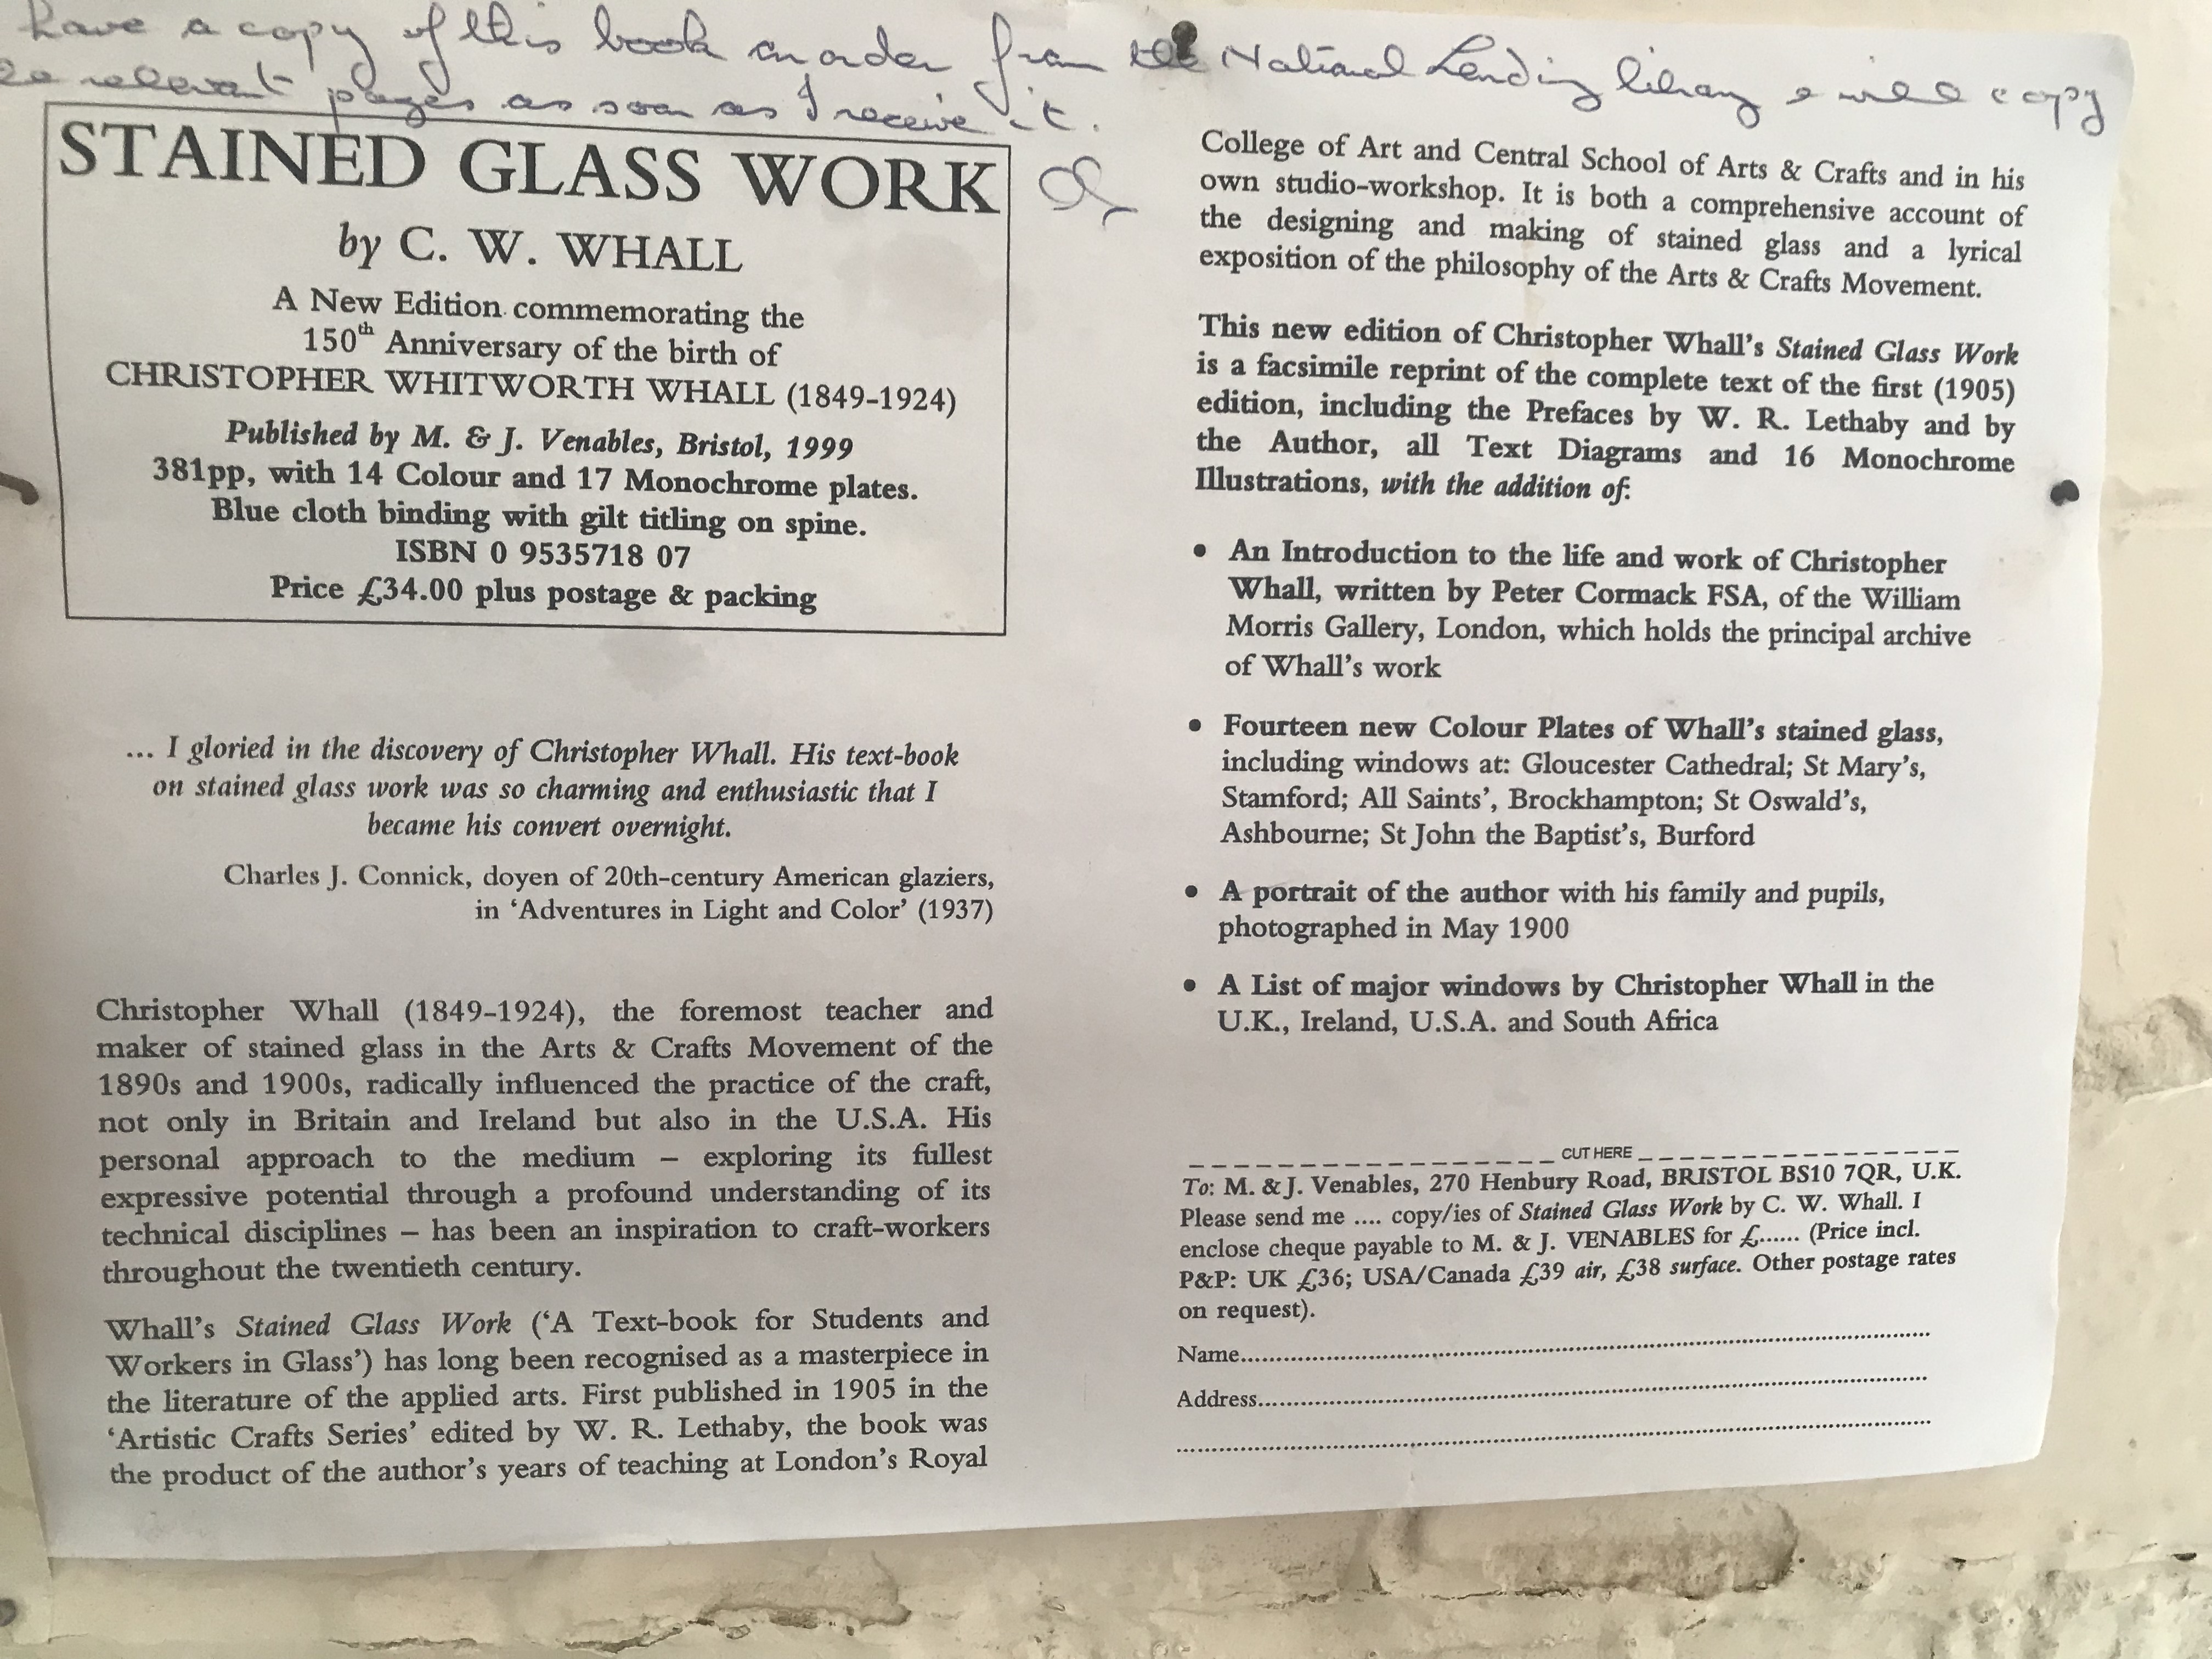 have a copy of this book on order from the National Lending library & will copy
relevant pages as soon as I receive it.
STAINED GLASS WORK
by C. W. WHALL
A New Edition commemorating the
150th Anniversary of the birth of
CHRISTOPHER WHITWORTH WHALL (1849-1924)
Published by M. & J. Venables, Bristol, 1999
381pp, with 14 Colour and 17 Monochrome plates.
Blue cloth binding with gilt titling on spine.
ISBN 0 9535718 07
Price £34.00 plus postage & packing
... I gloried in the discovery of Christopher Whall. His text-book
on stained glass work was so charming and enthusiastic that I
became his convert overnight.
Charles J. Connick, doyen of 20th-century American glaziers,
in ‘Adventures in Light and Color’ (1937)
Christopher Whall (1849-1924), the foremost teacher and
maker of stained glass in the Arts & Crafts Movement of the
1890s and 1900s, radically influenced the practice of the craft,
not only in Britain and Ireland but also in the U.S.A. His
personal approach to the medium – exploring its fullest
expressive potential through a profound understanding of its
technical disciplines – has been an inspiration to craft-workers
throughout the twentieth century.
Whall’s Stained Glass Work (‘A Text-book for Students and
Workers in Glass’) has long been recognised as a masterpiece in
the literature of the applied arts. First published in 1905 in the
‘Artistic Crafts Series’ edited by W. R. Lethaby, the book was
the product of the author’s years of teaching at London’s Royal
College of Art and Central School of Arts & Crafts and in his
own studio-workshop. It is both a comprehensive account of
the designing and making of stained glass and a lyrical
exposition of the philosophy of the Arts & Crafts Movement.
This new edition of Christopher Whall’s Stained Glass Work
is a facsimile reprint of the complete text of the first (1905)
edition, including the Prefaces by W. R. Lethaby and by
the Author, all Text Diagrams and 16 Monochrome
Illustrations, with the addition of:
• An Introduction to the life and work of Christopher
Whall, written by Peter Cormack FSA, of the William
Morris Gallery, London, which holds the principal archive
of Whall’s work
• Fourteen new Colour Plates of Whall’s stained glass,
including windows at: Gloucester Cathedral; St Mary’s,
Stamford; All Saints’, Brockhampton; St Oswald’s,
Ashbourne; St John the Baptist’s, Burford
• A portrait of the author with his family and pupils,
photographed in May 1900
• A List of major windows by Christopher Whall in the
U.K., Ireland, U.S.A. and South Africa
CUT HERE
To: M. & J. Venables, 270 Henbury Road, BRISTOL BS10 7QR, U.K.
Please send me .... copy/ies of Stained Glass Work by C. W. Whall. I
enclose cheque payable to M. & J. VENABLES for £...... (Price incl.
P&P: UK £36; USA/Canada £39 air, £38 surface. Other postage rates
on request).
Name
Address